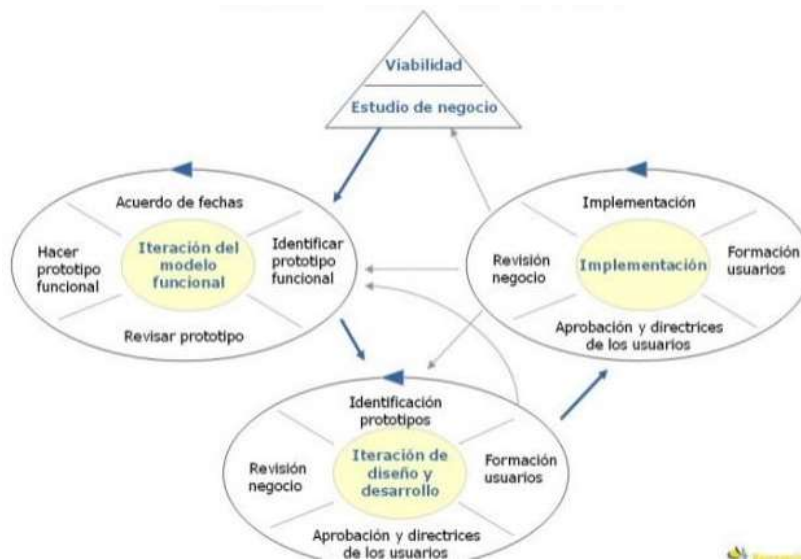 Viabilidad
Estudio de negocio
Acuerdo de fechas
Hacer
prototipo
funcional
Iteración del
modelo
funcional
Identificar
prototipo
funcional
Revisar prototipo
Implementación
Revisión
negocio
Implementación
Formación
usuarios
Aprobación y directrices
de los usuarios
Identificación
prototipos
Revisión
negocio
Iteración de
diseño y
desarrollo
Formación
usuarios
Aprobación y directrices
de los usuarios